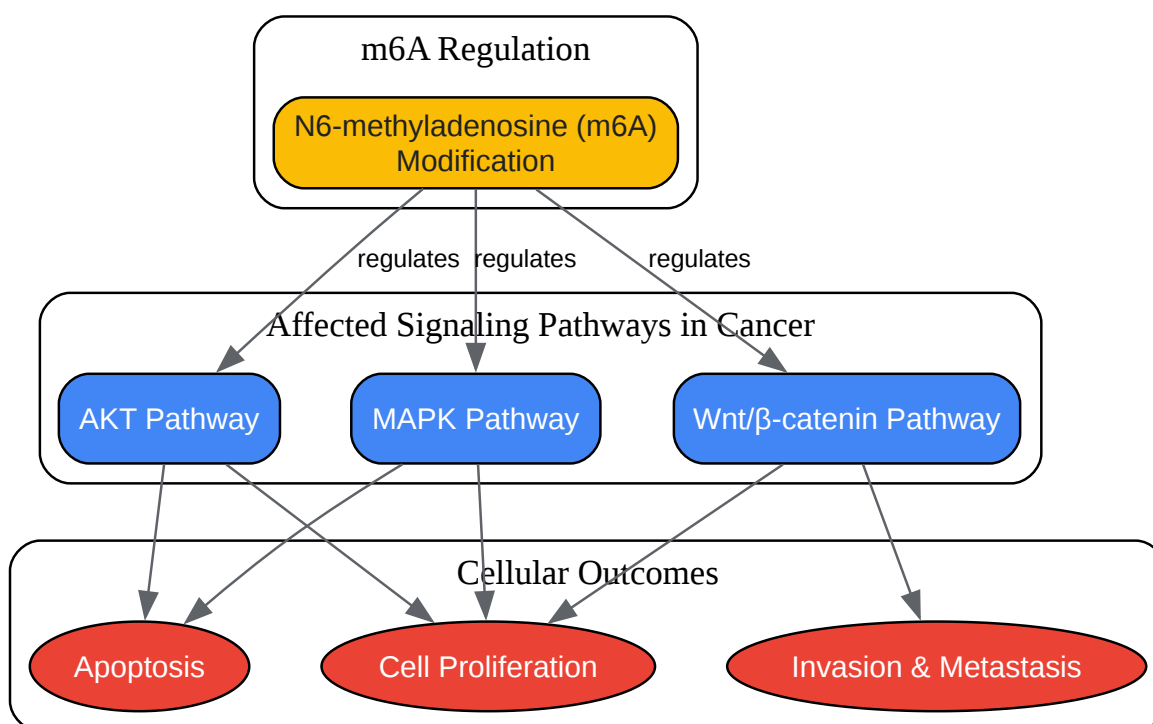 m6A Regulation
N6-methyladenosine (m6A)
Modification
regulates regulates regulates
Affected Signaling Pathways in Cancer
AKT Pathway MAPK Pathway Wnt/β-catenin Pathway
Cellular Outcomes
Apoptosis Cell Proliferation Invasion & Metastasis